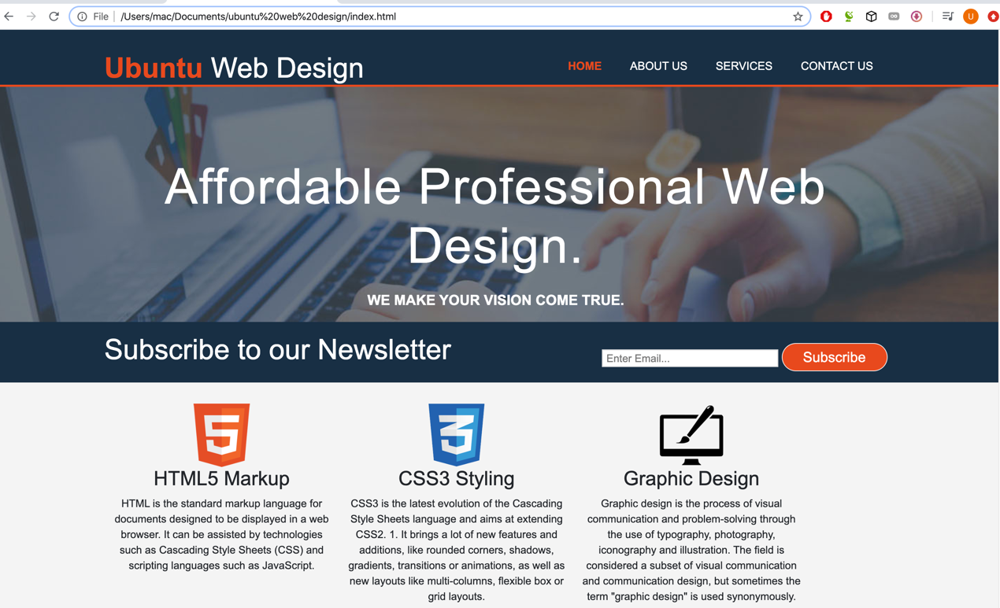 File /Users/mac/Documents/ubuntu%20web%20design/index.html
U
Ubuntu Web Design
HOME ABOUT US SERVICES CONTACT US
Affordable Professional Web
Design.
WE MAKE YOUR VISION COME TRUE.
Subscribe to our Newsletter
Enter Email...
Subscribe
HTML5 Markup
HTML is the standard markup language for
documents designed to be displayed in a web
browser. It can be assisted by technologies
such as Cascading Style Sheets (CSS) and
scripting languages such as JavaScript.
CSS3 Styling
CSS3 is the latest evolution of the Cascading
Style Sheets language and aims at extending
CSS2. 1. It brings a lot of new features and
additions, like rounded corners, shadows,
gradients, transitions or animations, as well as
new layouts like multi-columns, flexible box or
grid layouts.
Graphic Design
Graphic design is the process of visual
communication and problem-solving through
the use of typography, photography,
iconography and illustration. The field is
considered a subset of visual communication
and communication design, but sometimes the
term "graphic design" is used synonymously.